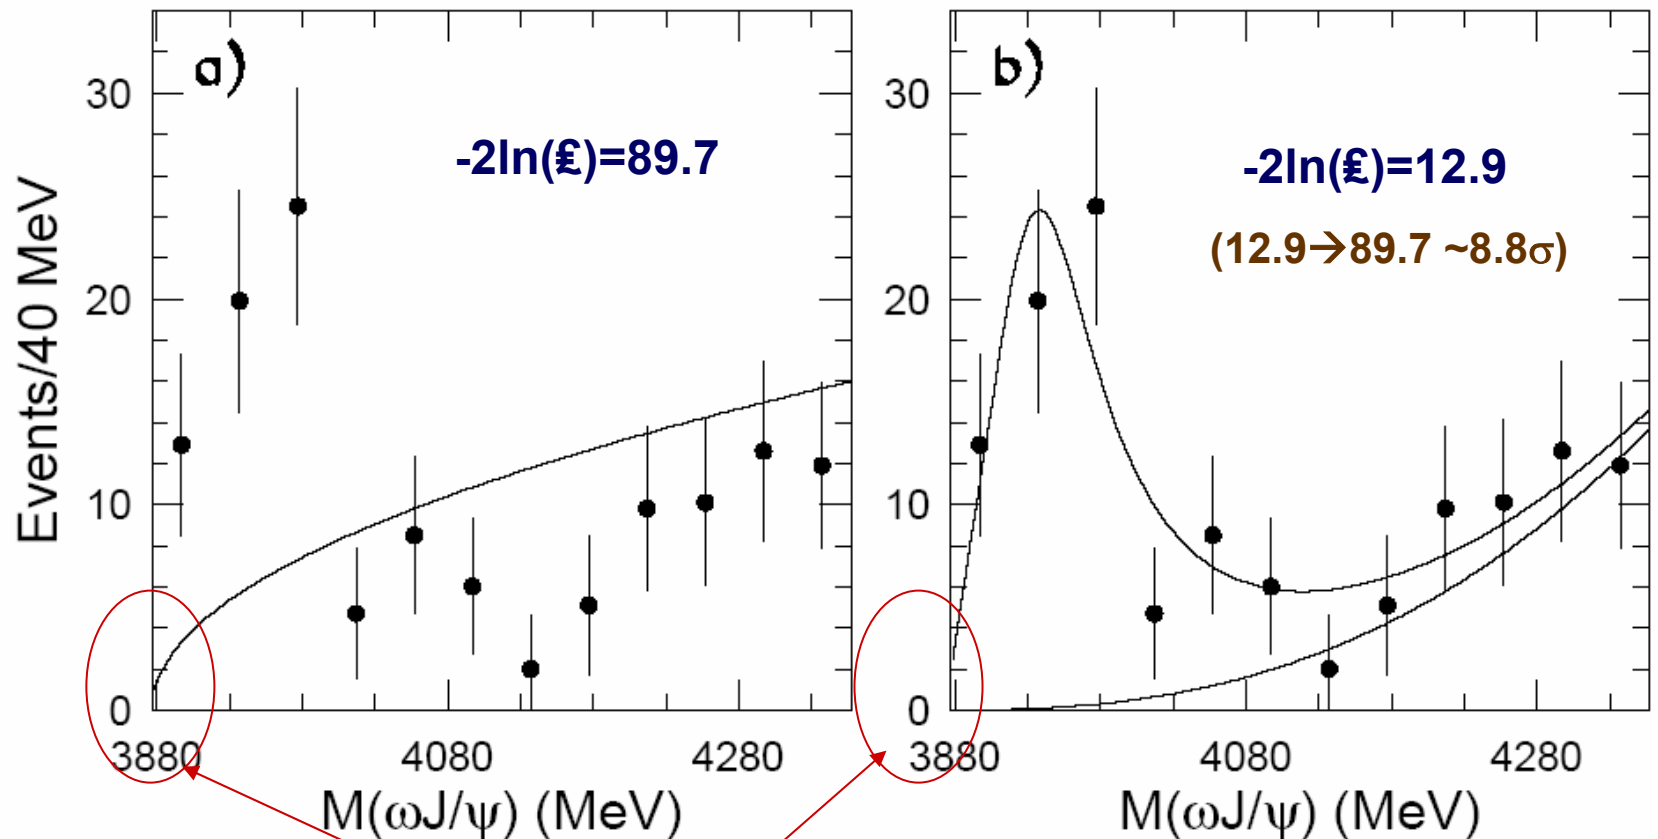 a)
-2ln(₤)=89.7
30
20
10
0
3880
4080
4280
Events/40 MeV
M(ωJ/ψ) (MeV)
b)
-2ln(₤)=12.9
(12.9→89.7 ~8.8σ)
30
20
10
0
3880
4080
4280
M(ωJ/ψ) (MeV)